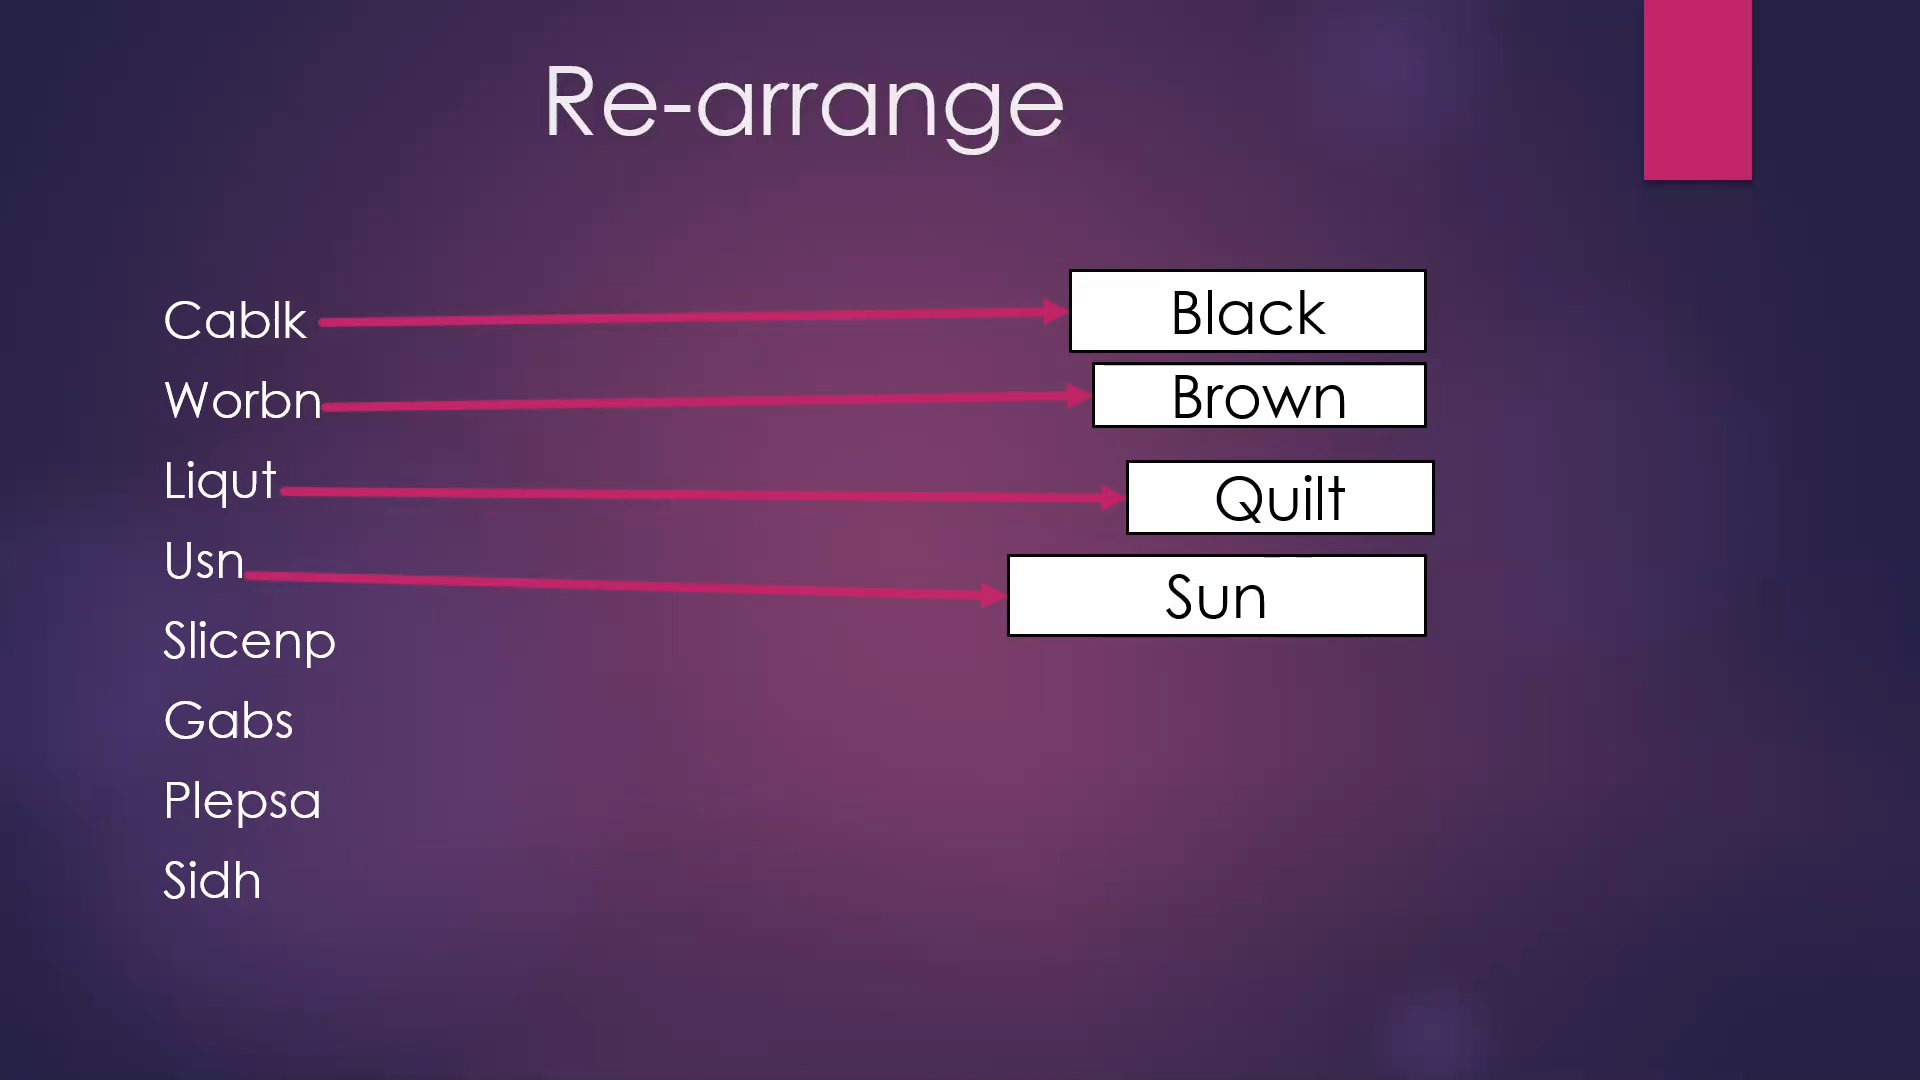 Re-arrange
Cablk
Black
Worbn
Brown
Liqut
Quilt
Usn
Sun
Slicenp
Gabs
Plepsa
Sidh